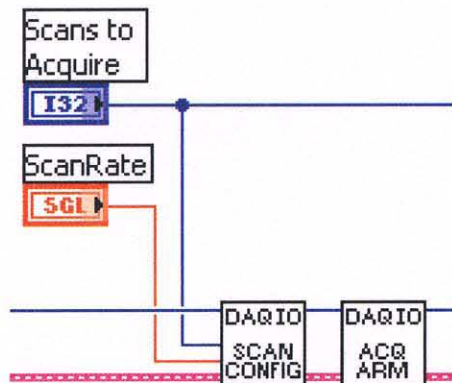 Scans to
Acquire
I32
ScanRate
SGL
DAQIO
SCAN
CONFIG
DAQIO
ACQ
ARM